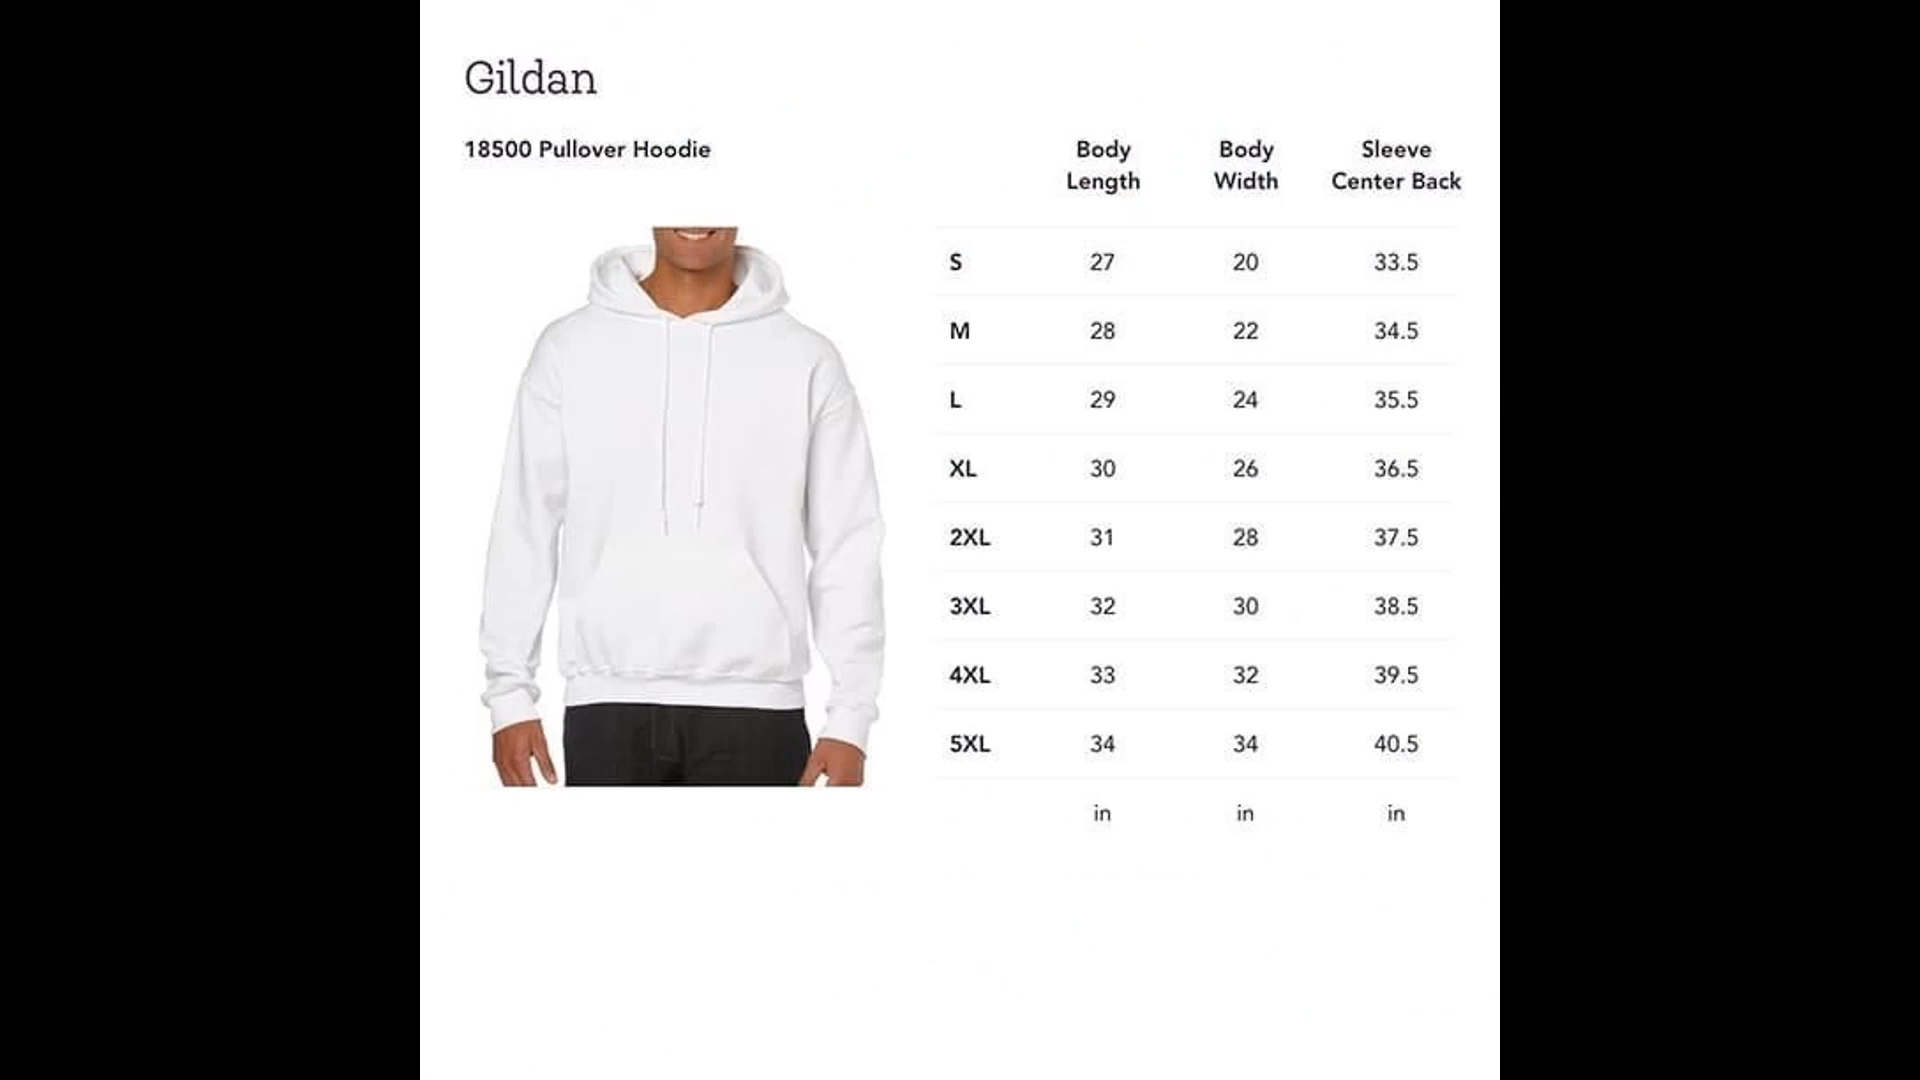 Gildan
18500 Pullover Hoodie
Body Length Body Width Sleeve Center Back
S 27 20 33.5
M 28 22 34.5
L 29 24 35.5
XL 30 26 36.5
2XL 31 28 37.5
3XL 32 30 38.5
4XL 33 32 39.5
5XL 34 34 40.5
in in in